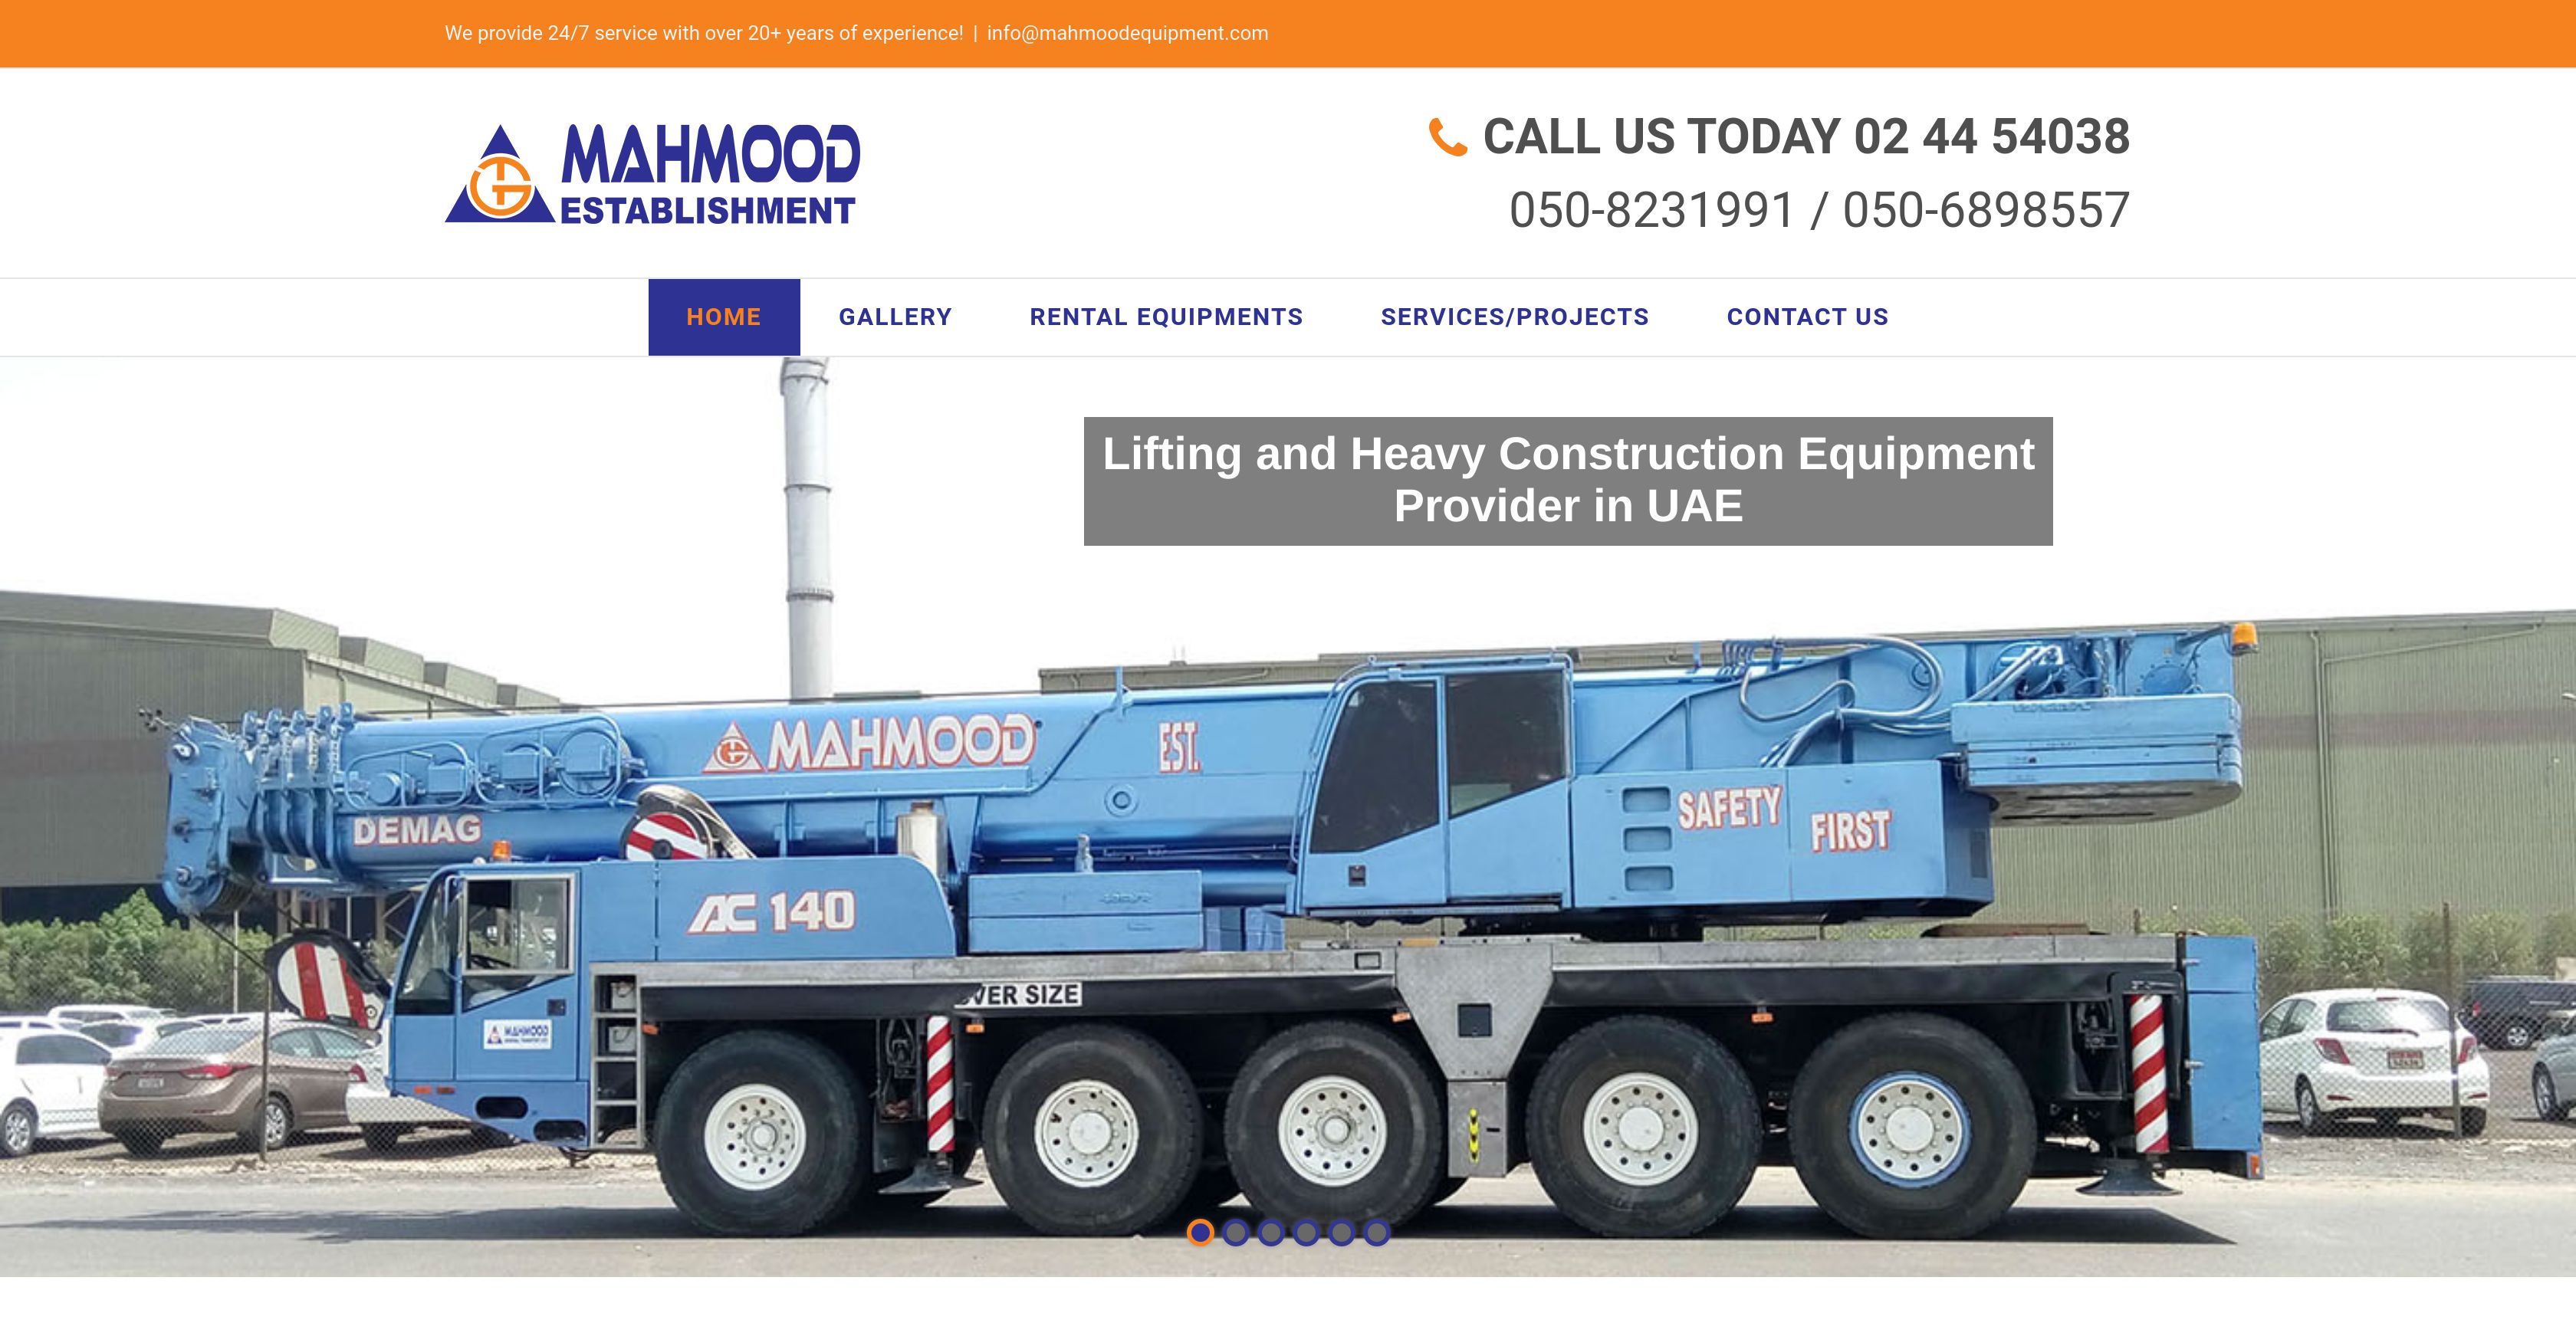 We provide 24/7 service with over 20+ years of experience! | info@mahmoodequipment.com
MAHMOOD
ESTABLISHMENT
CALL US TODAY 02 44 54038
050-8231991 / 050-6898557
HOME GALLERY RENTAL EQUIPMENTS SERVICES/PROJECTS CONTACT US
Lifting and Heavy Construction Equipment
Provider in UAE
MAHMOOD EST.
DEMAG
SAFETY FIRST
AC 140
OVER SIZE
MAHMOOD